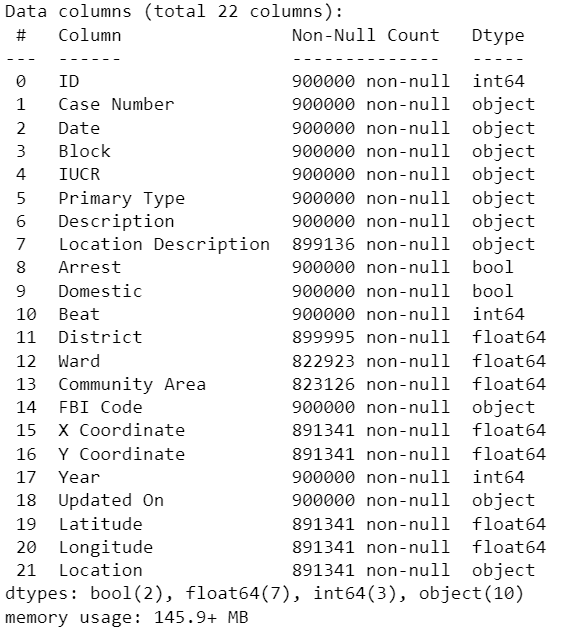 Data columns (total 22 columns):
 #   Column                Non-Null Count   Dtype
---  ------                --------------   -----
 0   ID                    900000 non-null  int64
 1   Case Number           900000 non-null  object
 2   Date                  900000 non-null  object
 3   Block                 900000 non-null  object
 4   IUCR                  900000 non-null  object
 5   Primary Type          900000 non-null  object
 6   Description           900000 non-null  object
 7   Location Description  899136 non-null  object
 8   Arrest                900000 non-null  bool
 9   Domestic              900000 non-null  bool
 10  Beat                  900000 non-null  int64
 11  District              899995 non-null  float64
 12  Ward                  822923 non-null  float64
 13  Community Area        823126 non-null  float64
 14  FBI Code              900000 non-null  object
 15  X Coordinate          891341 non-null  float64
 16  Y Coordinate          891341 non-null  float64
 17  Year                  900000 non-null  int64
 18  Updated On            900000 non-null  object
 19  Latitude              891341 non-null  float64
 20  Longitude             891341 non-null  float64
 21  Location              891341 non-null  object
dtypes: bool(2), float64(7), int64(3), object(10)
memory usage: 145.9+ MB